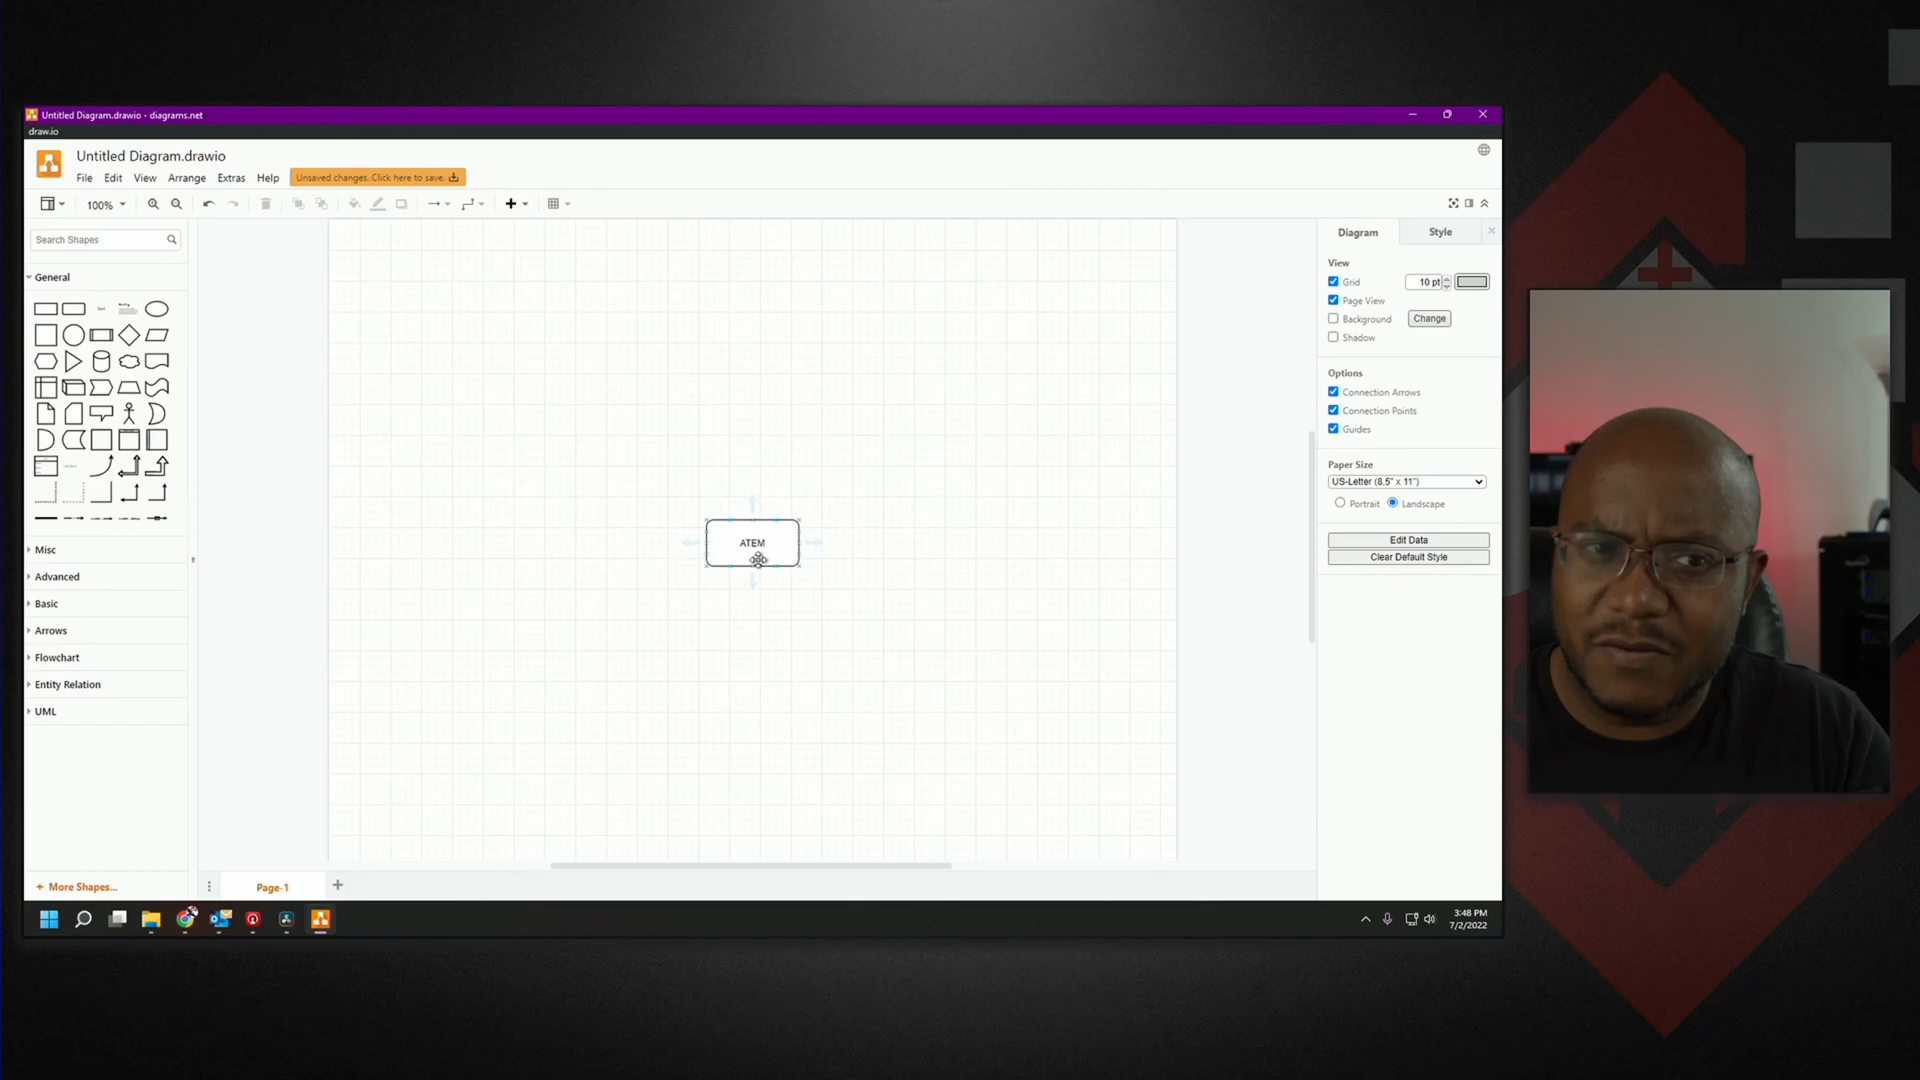 Untitled Diagram.drawio - diagrams.net
draw.io
Untitled Diagram.drawio
File Edit View Arrange Extras Help Unsaved changes. Click here to save.
100%
Search Shapes
Diagram Style
View
General
Grid 10 pt
Page View
Background Change
Shadow
Options
Connection Arrows
Connection Points
Guides
Paper Size
US-Letter (8,5" x 11")
Portrait Landscape
ATEM
Edit Data
Clear Default Style
Misc
Advanced
Basic
Arrows
Flowchart
Entity Relation
UML
+ More Shapes...
Page-1
3:48 PM
7/2/2022